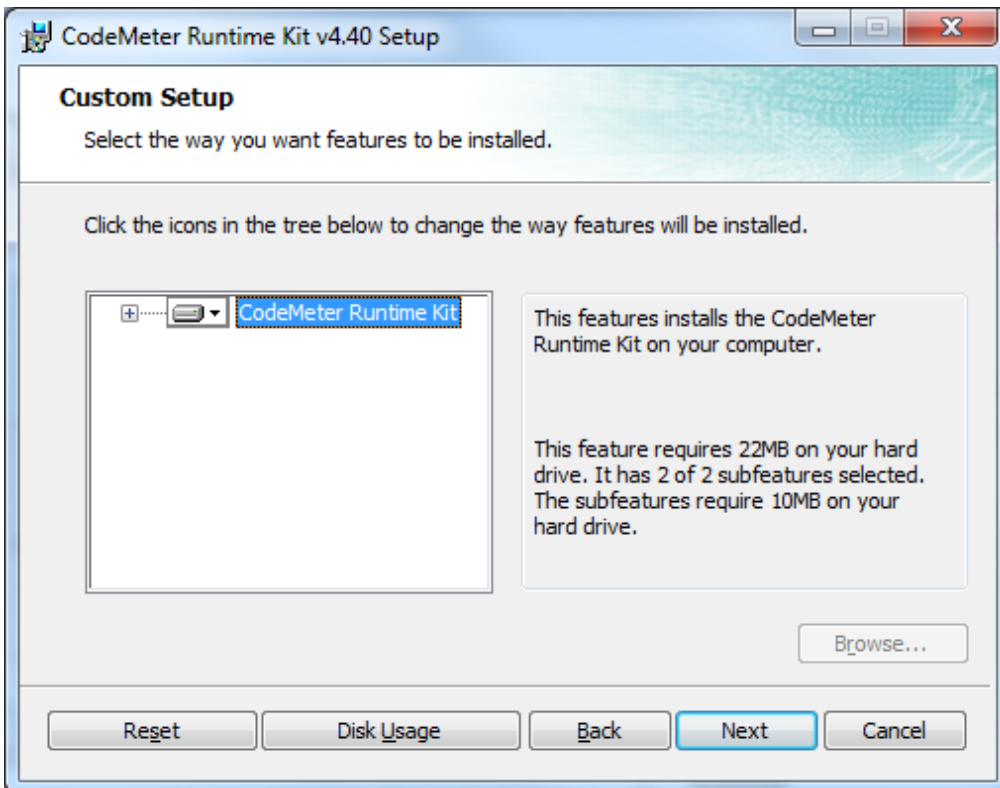 CodeMeter Runtime Kit v4.40 Setup
Custom Setup
Select the way you want features to be installed.
Click the icons in the tree below to change the way features will be installed.
CodeMeter Runtime Kit
This features installs the CodeMeter
Runtime Kit on your computer.
This feature requires 22MB on your hard
drive. It has 2 of 2 subfeatures selected.
The subfeatures require 10MB on your
hard drive.
Browse...
Reset
Disk Usage
Back
Next
Cancel